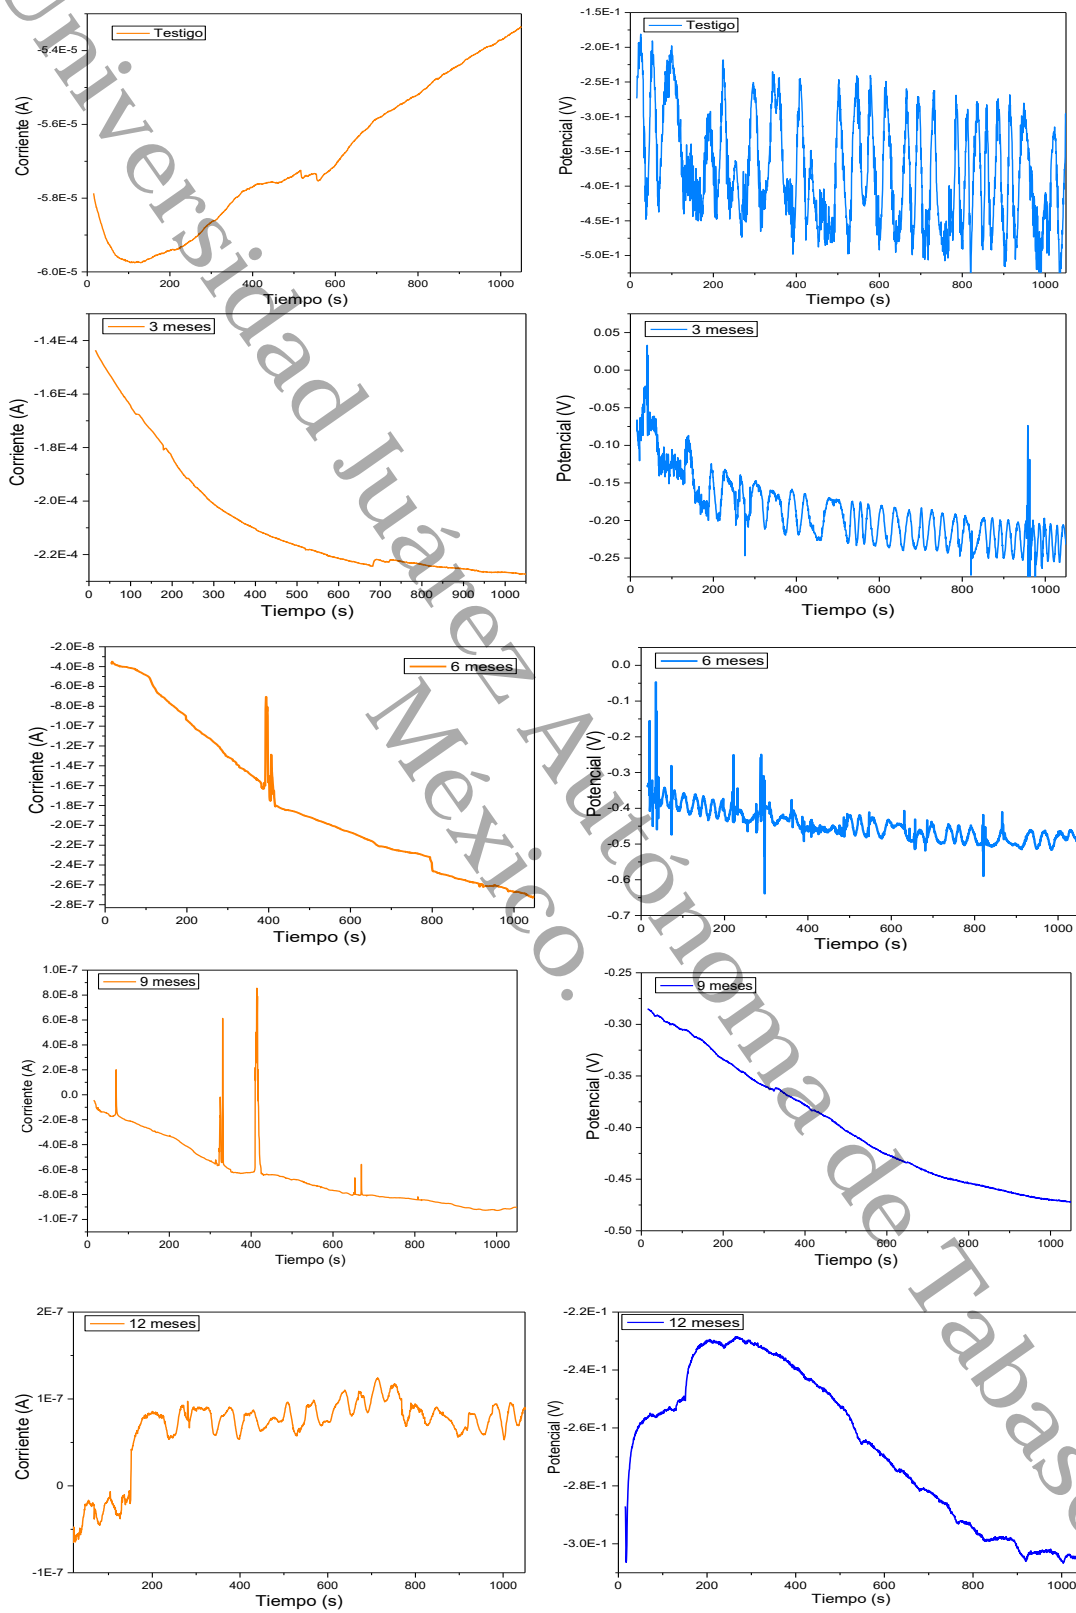 Universidad Juárez Autónoma de Tabasco
México.
Testigo
Corriente (A)
-5.4E-5
-5.6E-5
-5.8E-5
-6.0E-5
200 400 600 800 1000
Tiempo (s)
Testigo
Potencial (V)
-1.5E-1
-2.0E-1
-2.5E-1
-3.0E-1
-3.5E-1
-4.0E-1
-4.5E-1
-5.0E-1
0 200 400 600 800 1000
Tiempo (s)
3 meses
Corriente (A)
-1.4E-4
-1.6E-4
-1.8E-4
-2.0E-4
-2.2E-4
0 100 200 300 400 500 600 700 800 900 1000
Tiempo (s)
3 meses
Potencial (V)
0.05
0.00
-0.05
-0.10
-0.15
-0.20
-0.25
0 200 400 600 800 1000
Tiempo (s)
6 meses
Corriente (A)
-2.0E-8
-4.0E-8
-6.0E-8
-8.0E-8
-1.0E-7
-1.2E-7
-1.4E-7
-1.6E-7
-1.8E-7
-2.0E-7
-2.2E-7
-2.4E-7
-2.6E-7
-2.8E-7
0 200 400 600 800 1000
Tiempo (s)
6 meses
Potencial (V)
0.0
-0.1
-0.2
-0.3
-0.4
-0.5
-0.6
-0.7
0 200 400 600 800 1000
Tiempo (s)
9 meses
Corriente (A)
1.0E-7
8.0E-8
6.0E-8
4.0E-8
2.0E-8
0.0
-2.0E-8
-4.0E-8
-6.0E-8
-8.0E-8
-1.0E-7
0 200 400 600 800 1000
Tiempo (s)
9 meses
Potencial (V)
-0.25
-0.30
-0.35
-0.40
-0.45
-0.50
0 200 400 600 800 1000
Tiempo (s)
12 meses
Corriente (A)
2E-7
1E-7
0
-1E-7
200 400 600 800 1000
Tiempo (s)
12 meses
Potencial (V)
-2.2E-1
-2.4E-1
-2.6E-1
-2.8E-1
-3.0E-1
0 200 400 600 800 1000
Tiempo (s)